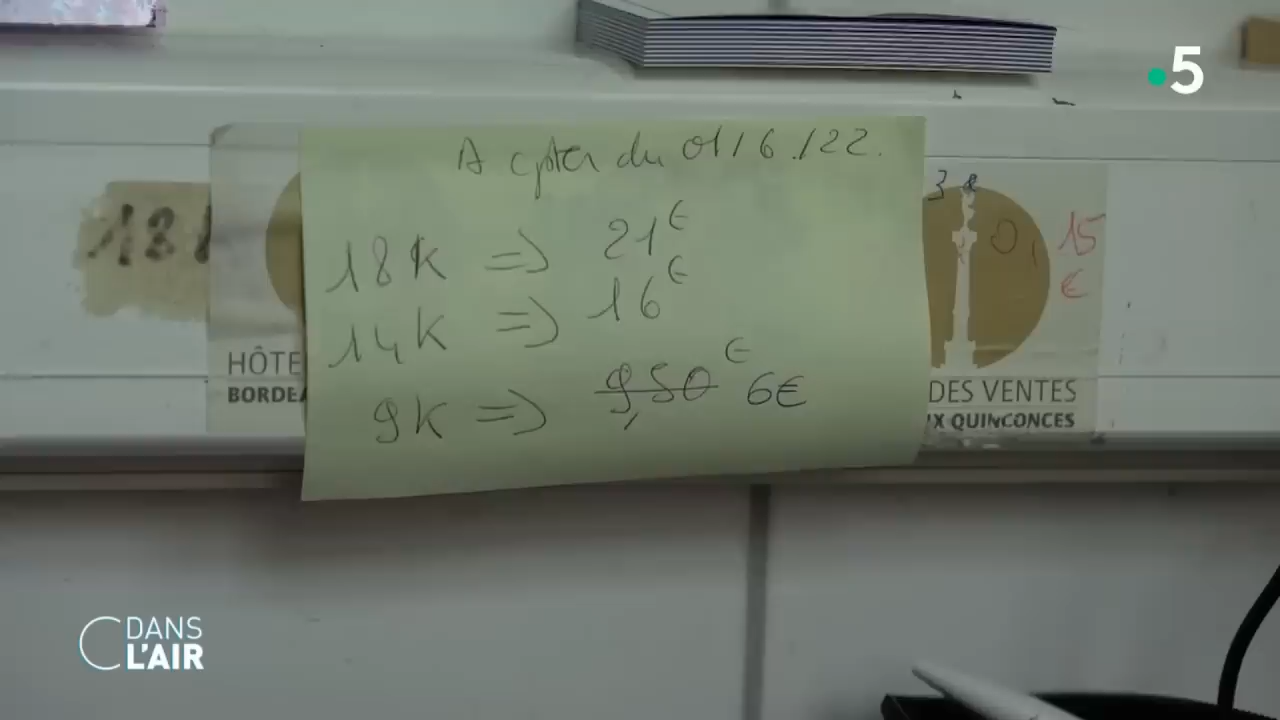 5
A cpter du 01/6./22.
18K => 21€
14K => 16€
9K => 9,50€ 6€
HÔTE
BORDEA
DES VENTES
X QUINCONCES
15
€
C DANS
L'AIR